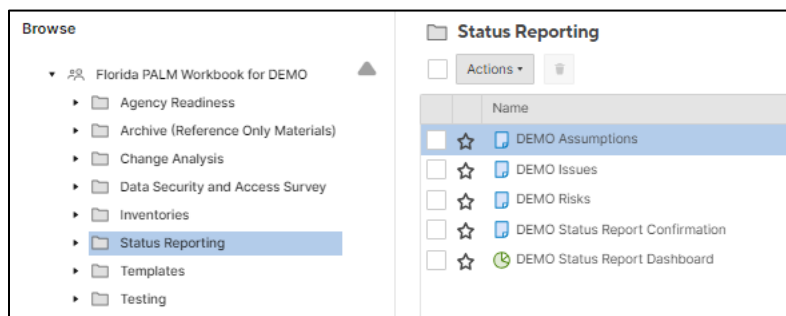 Browse
Florida PALM Workbook for DEMO
Agency Readiness
Archive (Reference Only Materials)
Change Analysis
Data Security and Access Survey
Inventories
Status Reporting
Templates
Testing
Status Reporting
Actions
Name
DEMO Assumptions
DEMO Issues
DEMO Risks
DEMO Status Report Confirmation
DEMO Status Report Dashboard